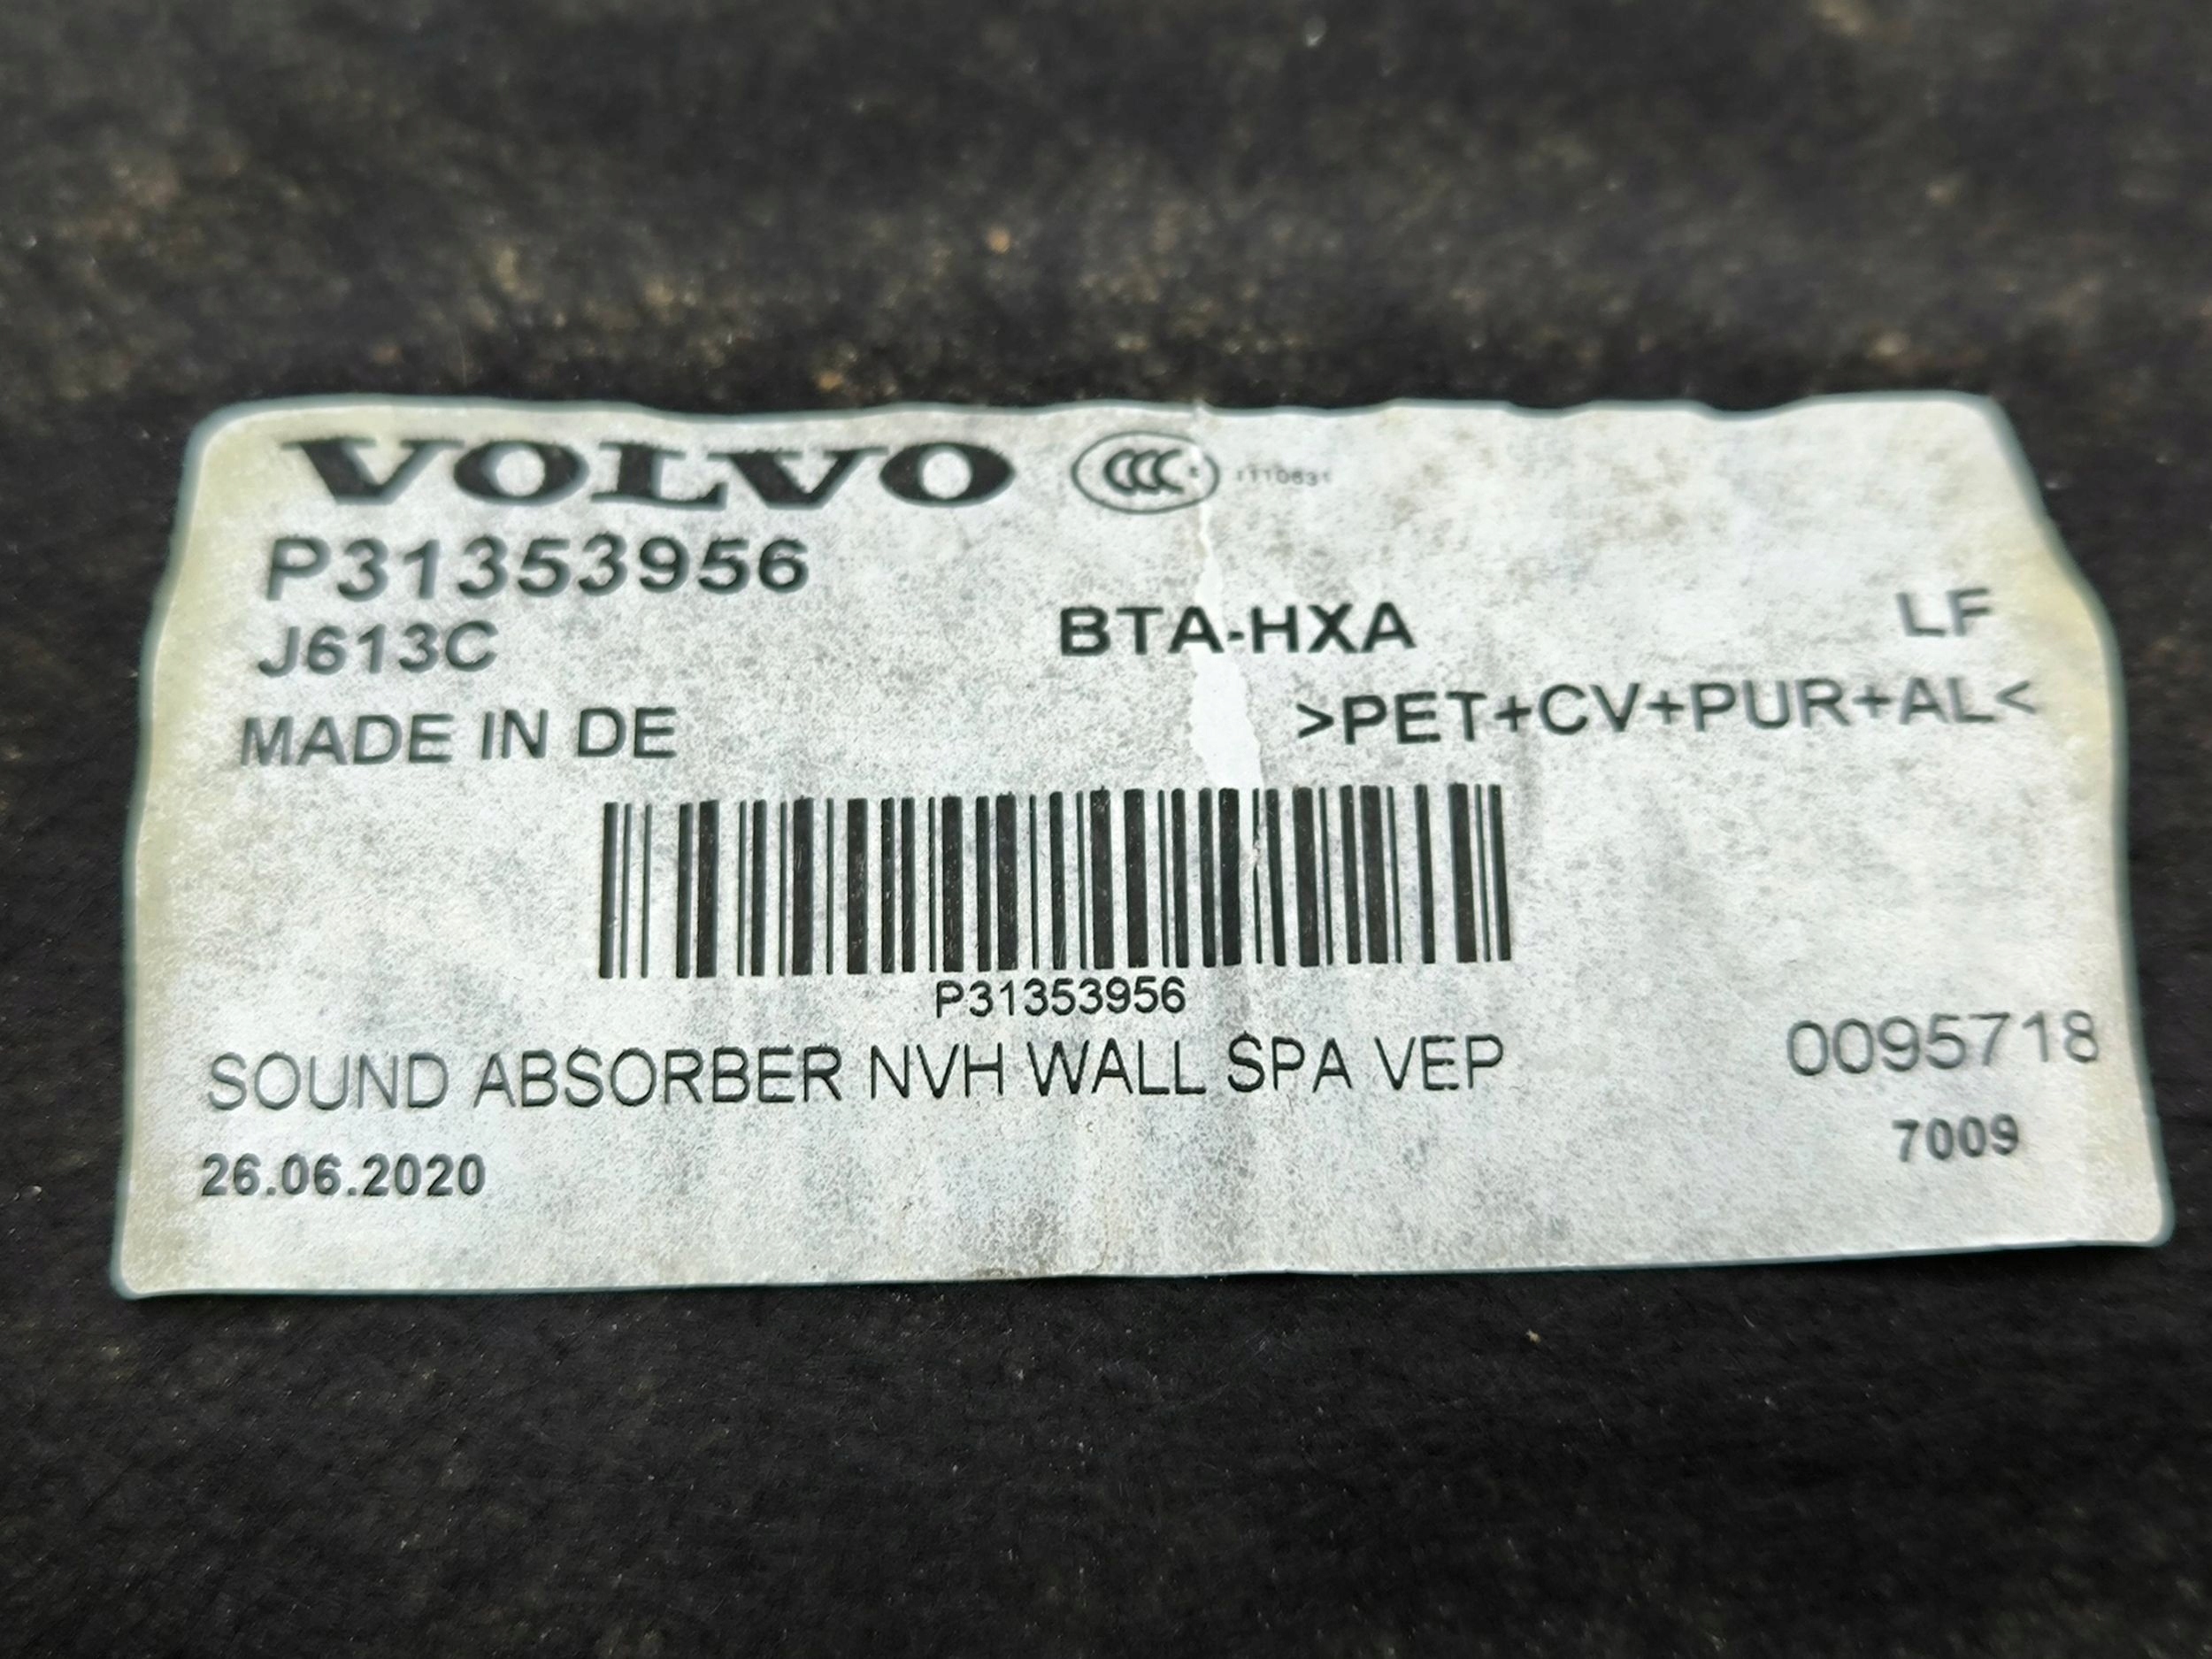 VOLVO CCC
P31353956
J613C BTA-HXA LF
MADE IN DE >PET+CV+PUR+AL<
P31353956
SOUND ABSORBER NVH WALL SPA VEP 0095718
26.06.2020 7009